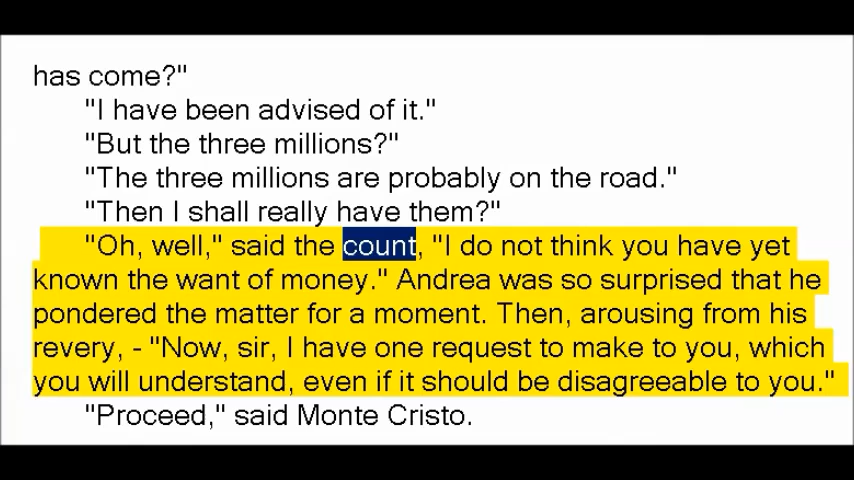 has come?"
"I have been advised of it."
"But the three millions?"
"The three millions are probably on the road."
"Then I shall really have them?"
"Oh, well," said the count, "I do not think you have yet
known the want of money." Andrea was so surprised that he
pondered the matter for a moment. Then, arousing from his
revery, - "Now, sir, I have one request to make to you, which
you will understand, even if it should be disagreeable to you."
"Proceed," said Monte Cristo.